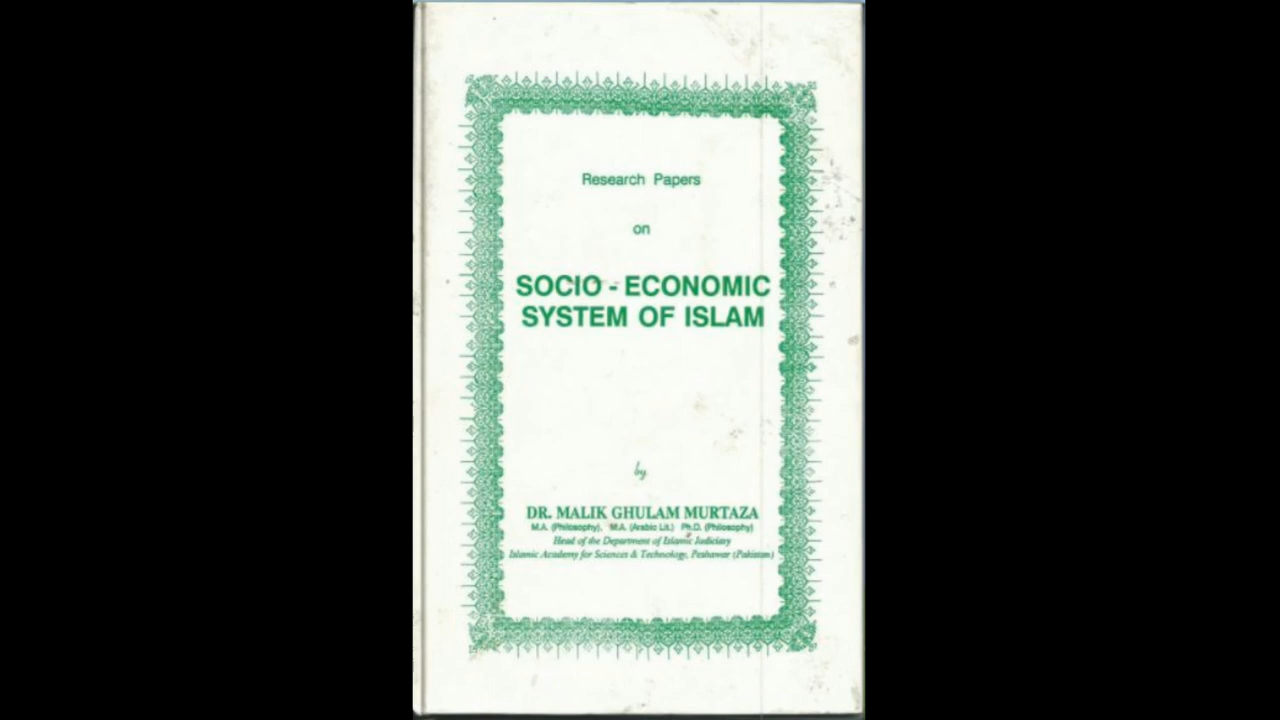 Research Papers
on
SOCIO - ECONOMIC
SYSTEM OF ISLAM
by
DR. MALIK GHULAM MURTAZA
M.A. (Philosophy), M.A. (Arabic Lit.) Ph.D. (Philosophy)
Head of the Department of Islamic Judiciary
Islamic Academy for Sciences & Technology, Peshawar (Pakistan)